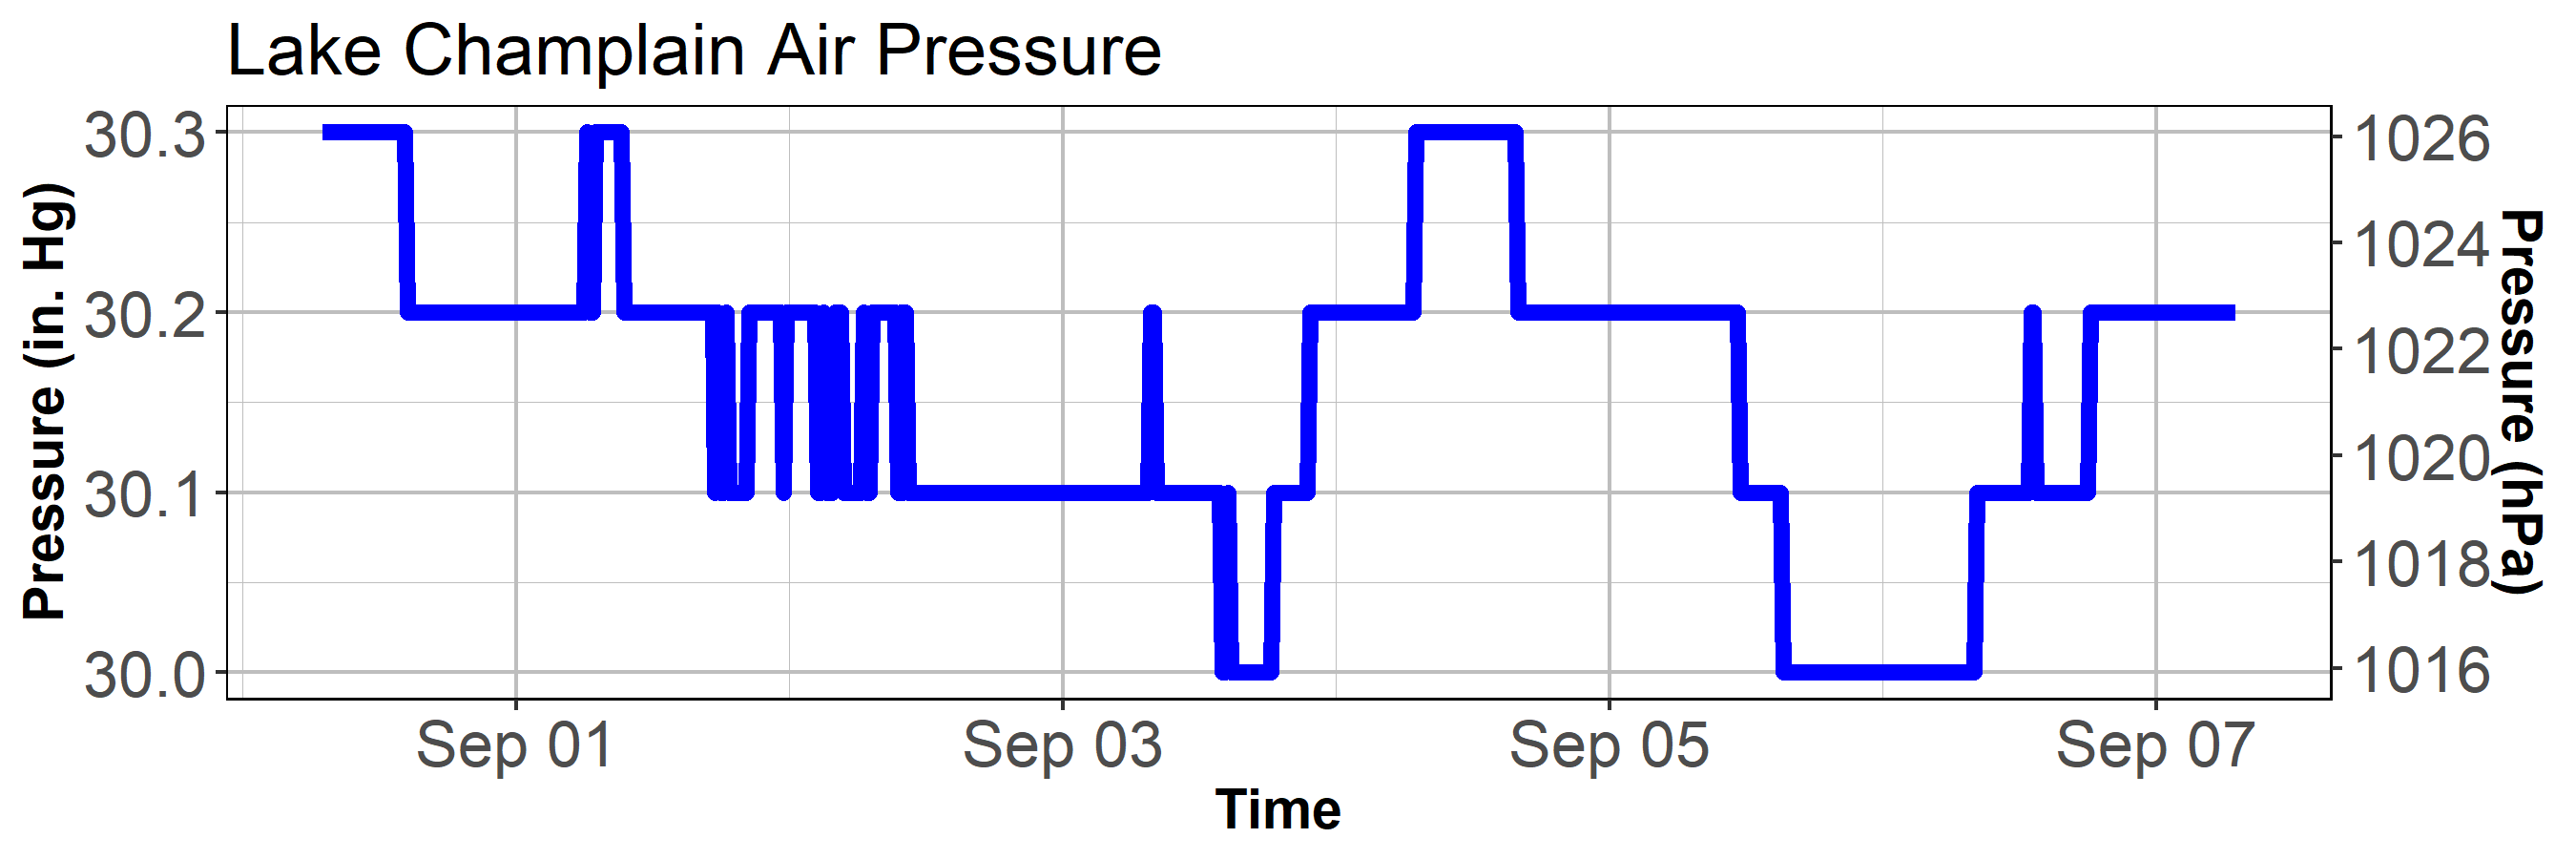 Lake Champlain Air Pressure
Pressure (in. Hg)
30.3
30.2
30.1
30.0
1026
1024
1022
1020
1018
1016
Pressure (hPa)
Sep 01 Sep 03 Sep 05 Sep 07
Time